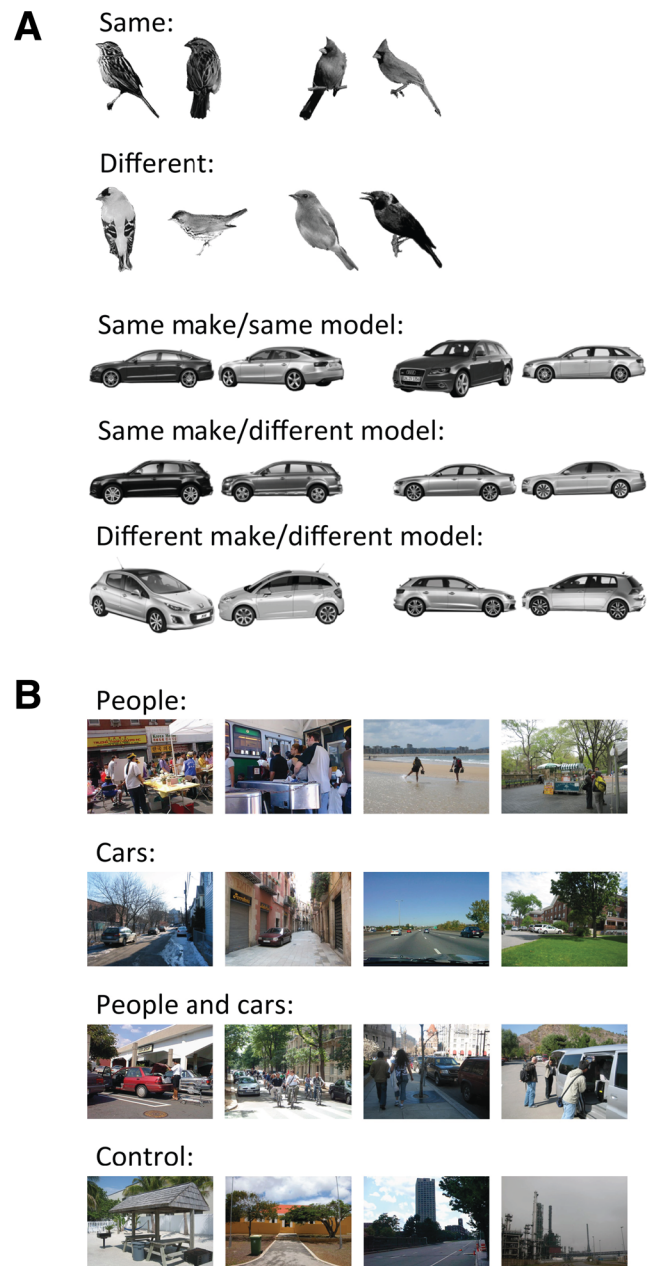 A
Same:
Different:
Same make/same model:
Same make/different model:
Different make/different model:
B
People:
Cars:
People and cars:
Control: